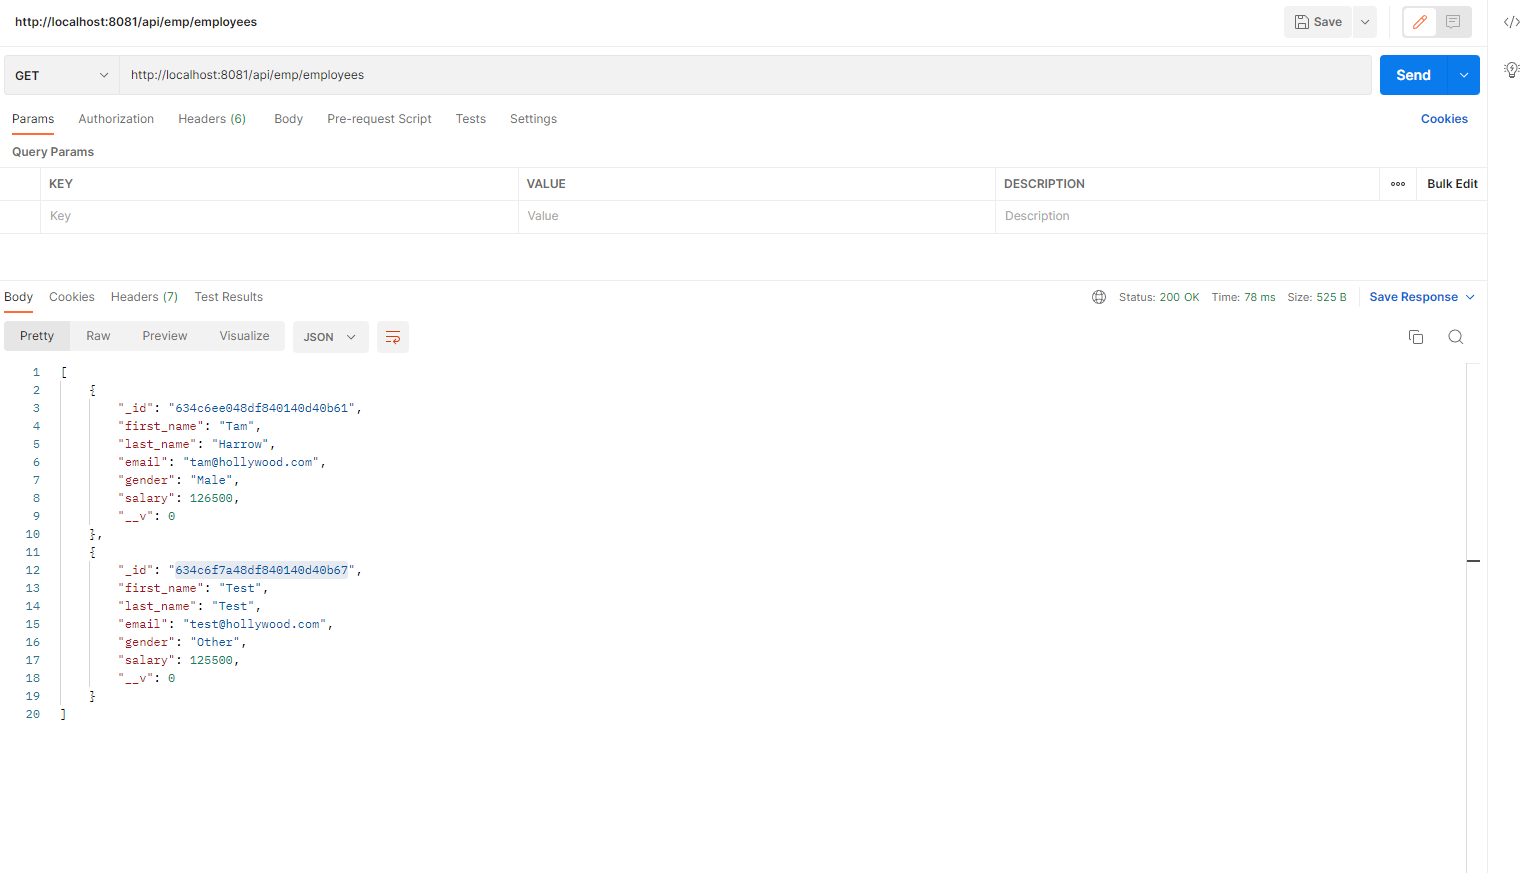 http://localhost:8081/api/emp/employees
Save
</>
GET
http://localhost:8081/api/emp/employees
Send
Params Authorization Headers (6) Body Pre-request Script Tests Settings Cookies
Query Params
KEY VALUE DESCRIPTION ooo Bulk Edit
Key Value Description
Body Cookies Headers (7) Test Results Status: 200 OK Time: 78 ms Size: 525 B Save Response
Pretty Raw Preview Visualize JSON
1 [
2 {
3 "_id": "634c6ee048df840140d40b61",
4 "first_name": "Tam",
5 "last_name": "Harrow",
6 "email": "tam@hollywood.com",
7 "gender": "Male",
8 "salary": 126500,
9 "__v": 0
10 },
11 {
12 "_id": "634c6f7a48df840140d40b67",
13 "first_name": "Test",
14 "last_name": "Test",
15 "email": "test@hollywood.com",
16 "gender": "Other",
17 "salary": 125500,
18 "__v": 0
19 }
20 ]